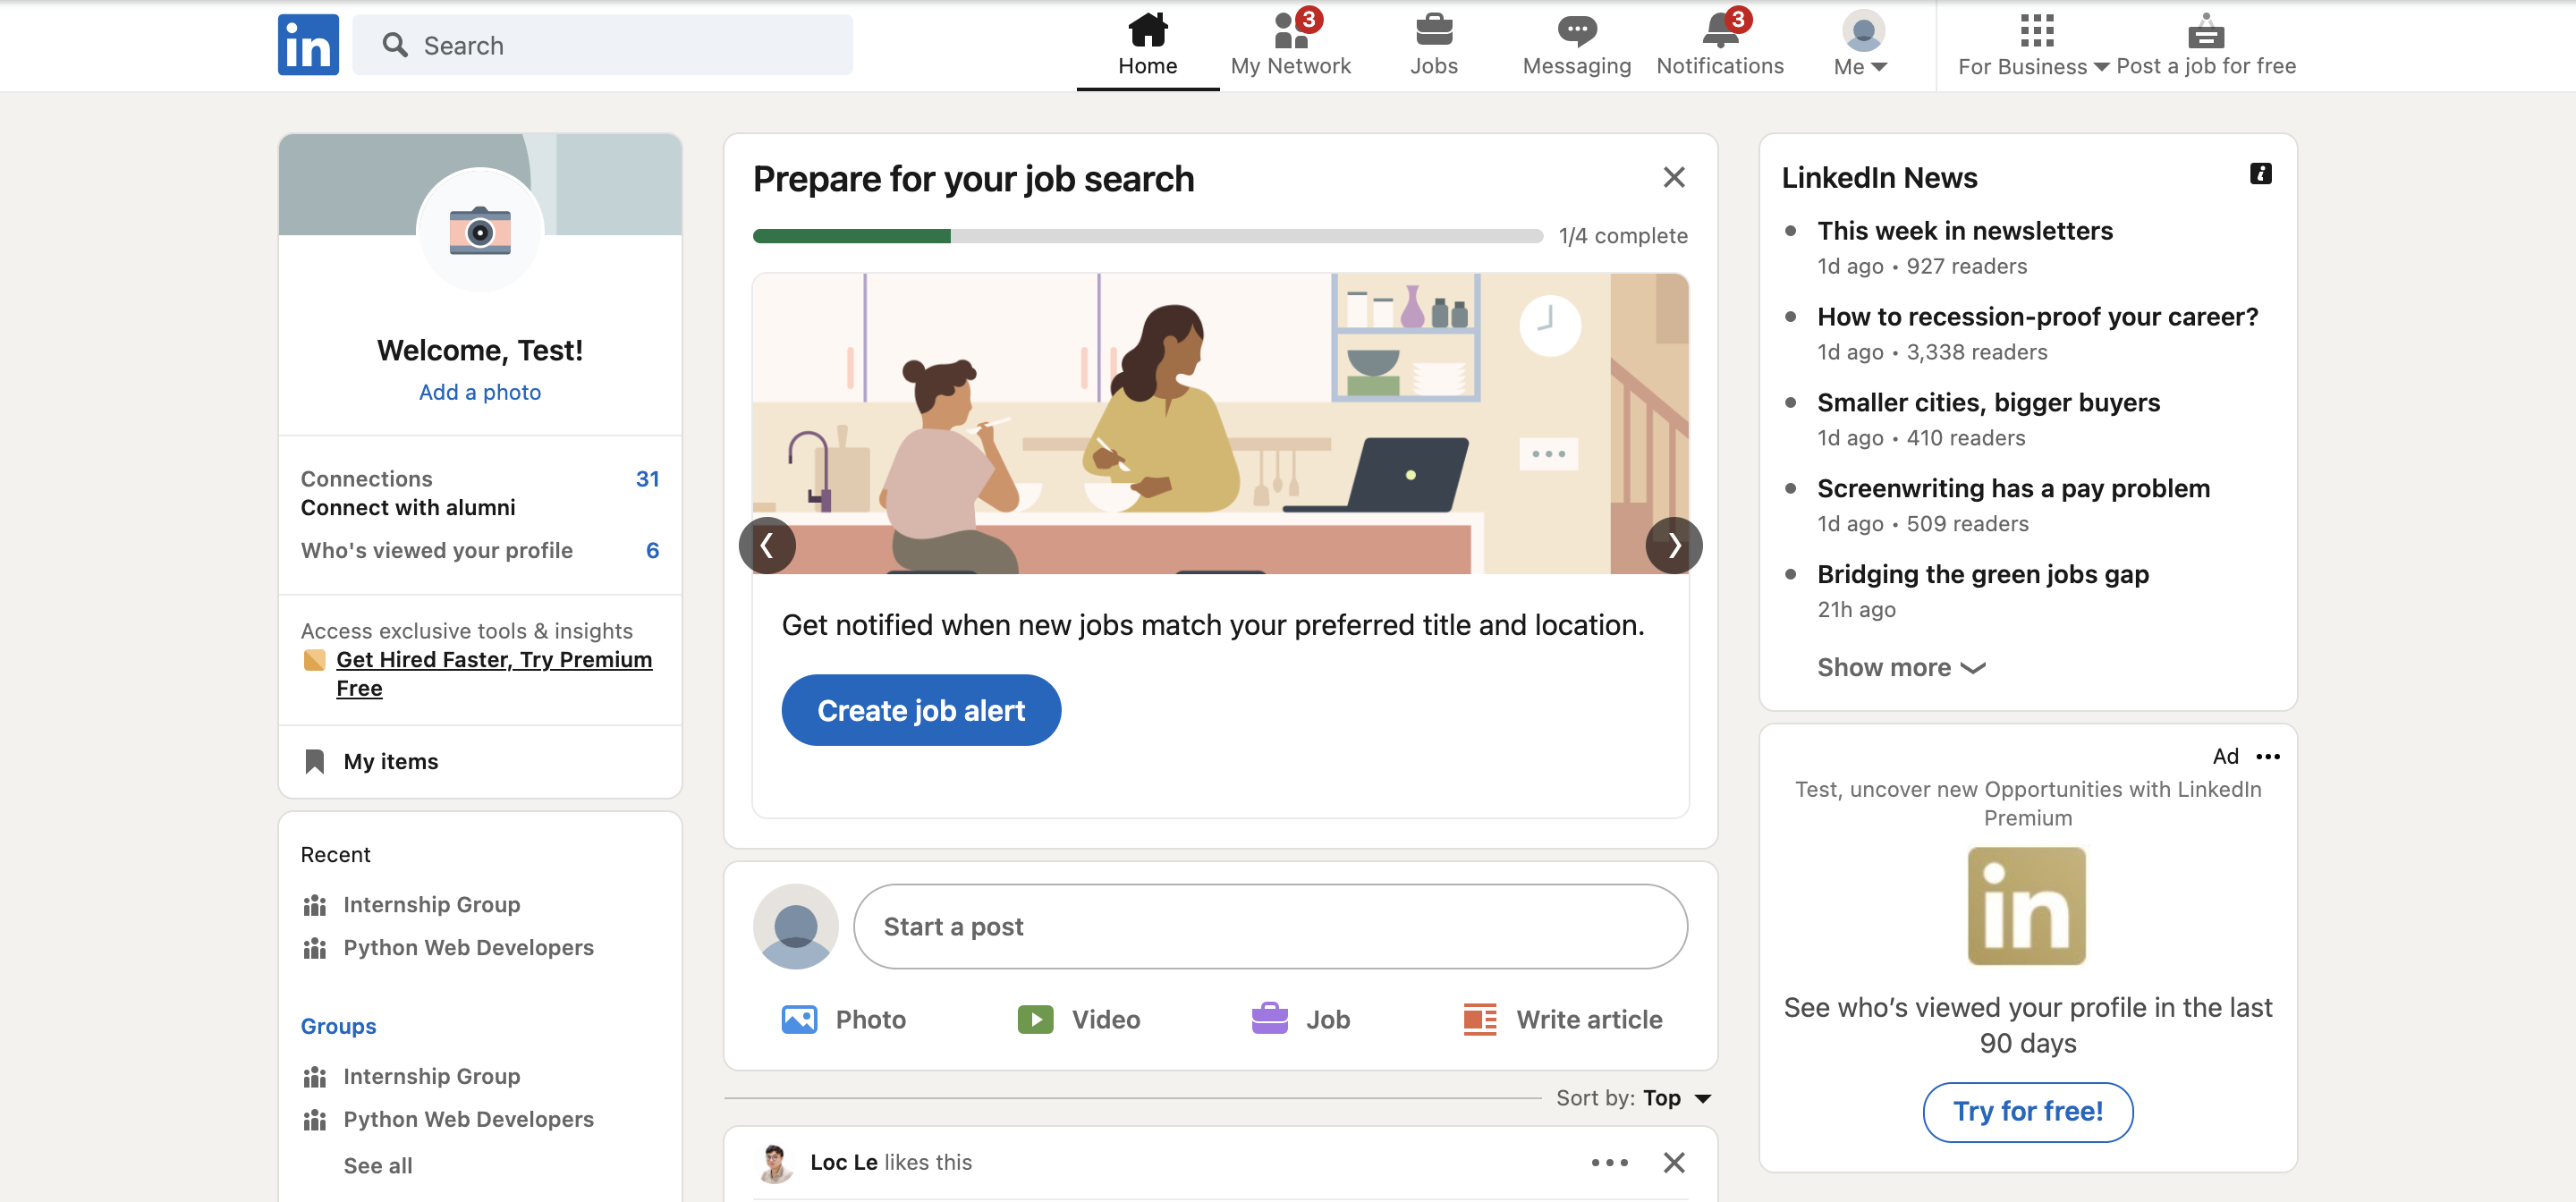 in
Search
Home
3
My Network
Jobs
Messaging
3
Notifications
Me
For Business
Post a job for free
Welcome, Test!
Add a photo
Connections 31
Connect with alumni
Who's viewed your profile 6
Access exclusive tools & insights
Get Hired Faster, Try Premium
Free
My items
Recent
Internship Group
Python Web Developers
Groups
Internship Group
Python Web Developers
See all
Prepare for your job search
1/4 complete
Get notified when new jobs match your preferred title and location.
Create job alert
Start a post
Photo
Video
Job
Write article
Sort by: Top
Loc Le likes this
LinkedIn News
This week in newsletters
1d ago • 927 readers
How to recession-proof your career?
1d ago • 3,338 readers
Smaller cities, bigger buyers
1d ago • 410 readers
Screenwriting has a pay problem
1d ago • 509 readers
Bridging the green jobs gap
21h ago
Show more
Ad
Test, uncover new Opportunities with LinkedIn
Premium
in
See who’s viewed your profile in the last
90 days
Try for free!